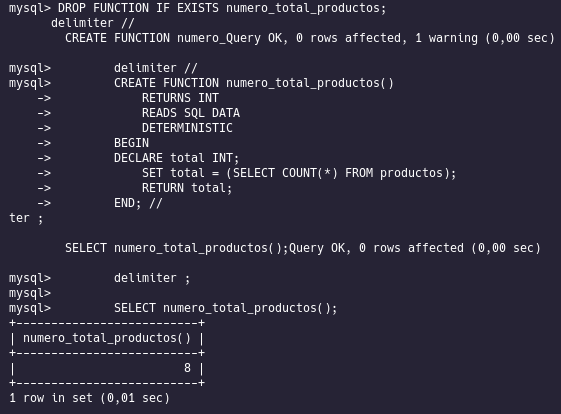 mysql> DROP FUNCTION IF EXISTS numero_total_productos;
delimiter //
CREATE FUNCTION numero_Query OK, 0 rows affected, 1 warning (0,00 sec)
mysql> delimiter //
mysql> CREATE FUNCTION numero_total_productos()
-> RETURNS INT
-> READS SQL DATA
-> DETERMINISTIC
-> BEGIN
-> DECLARE total INT;
-> SET total = (SELECT COUNT(*) FROM productos);
-> RETURN total;
-> END; //
ter ;
SELECT numero_total_productos();Query OK, 0 rows affected (0,00 sec)
mysql> delimiter ;
mysql>
mysql> SELECT numero_total_productos();
+--------------------------+
| numero_total_productos() |
+--------------------------+
| 8 |
+--------------------------+
1 row in set (0,01 sec)